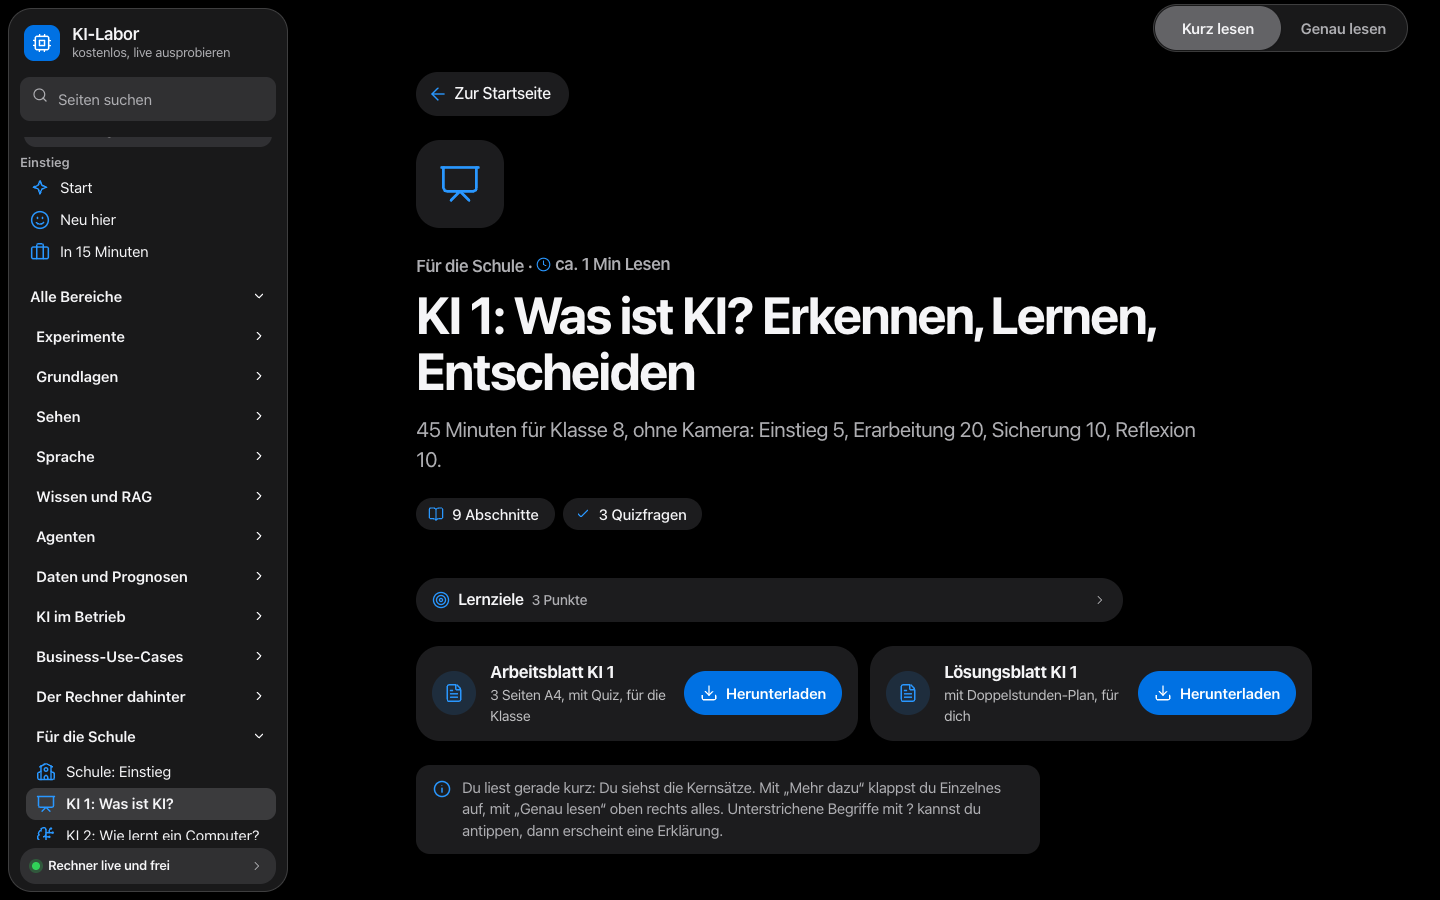 KI-Labor
kostenlos, live ausprobieren
Seiten suchen
Einstieg
Start
Neu hier
In 15 Minuten
Alle Bereiche
Experimente
Grundlagen
Sehen
Sprache
Wissen und RAG
Agenten
Daten und Prognosen
KI im Betrieb
Business-Use-Cases
Der Rechner dahinter
Für die Schule
Schule: Einstieg
KI 1: Was ist KI?
KI 2: Wie lernt ein Computer?
Rechner live und frei
Kurz lesen
Genau lesen
Zur Startseite
Für die Schule · ca. 1 Min Lesen
KI 1: Was ist KI? Erkennen, Lernen,
Entscheiden
45 Minuten für Klasse 8, ohne Kamera: Einstieg 5, Erarbeitung 20, Sicherung 10, Reflexion
10.
9 Abschnitte
3 Quizfragen
Lernziele 3 Punkte
Arbeitsblatt KI 1
3 Seiten A4, mit Quiz, für die
Klasse
Herunterladen
Lösungsblatt KI 1
mit Doppelstunden-Plan, für
dich
Herunterladen
Du liest gerade kurz: Du siehst die Kernsätze. Mit „Mehr dazu“ klappst du Einzelnes
auf, mit „Genau lesen“ oben rechts alles. Unterstrichene Begriffe mit ? kannst du
antippen, dann erscheint eine Erklärung.